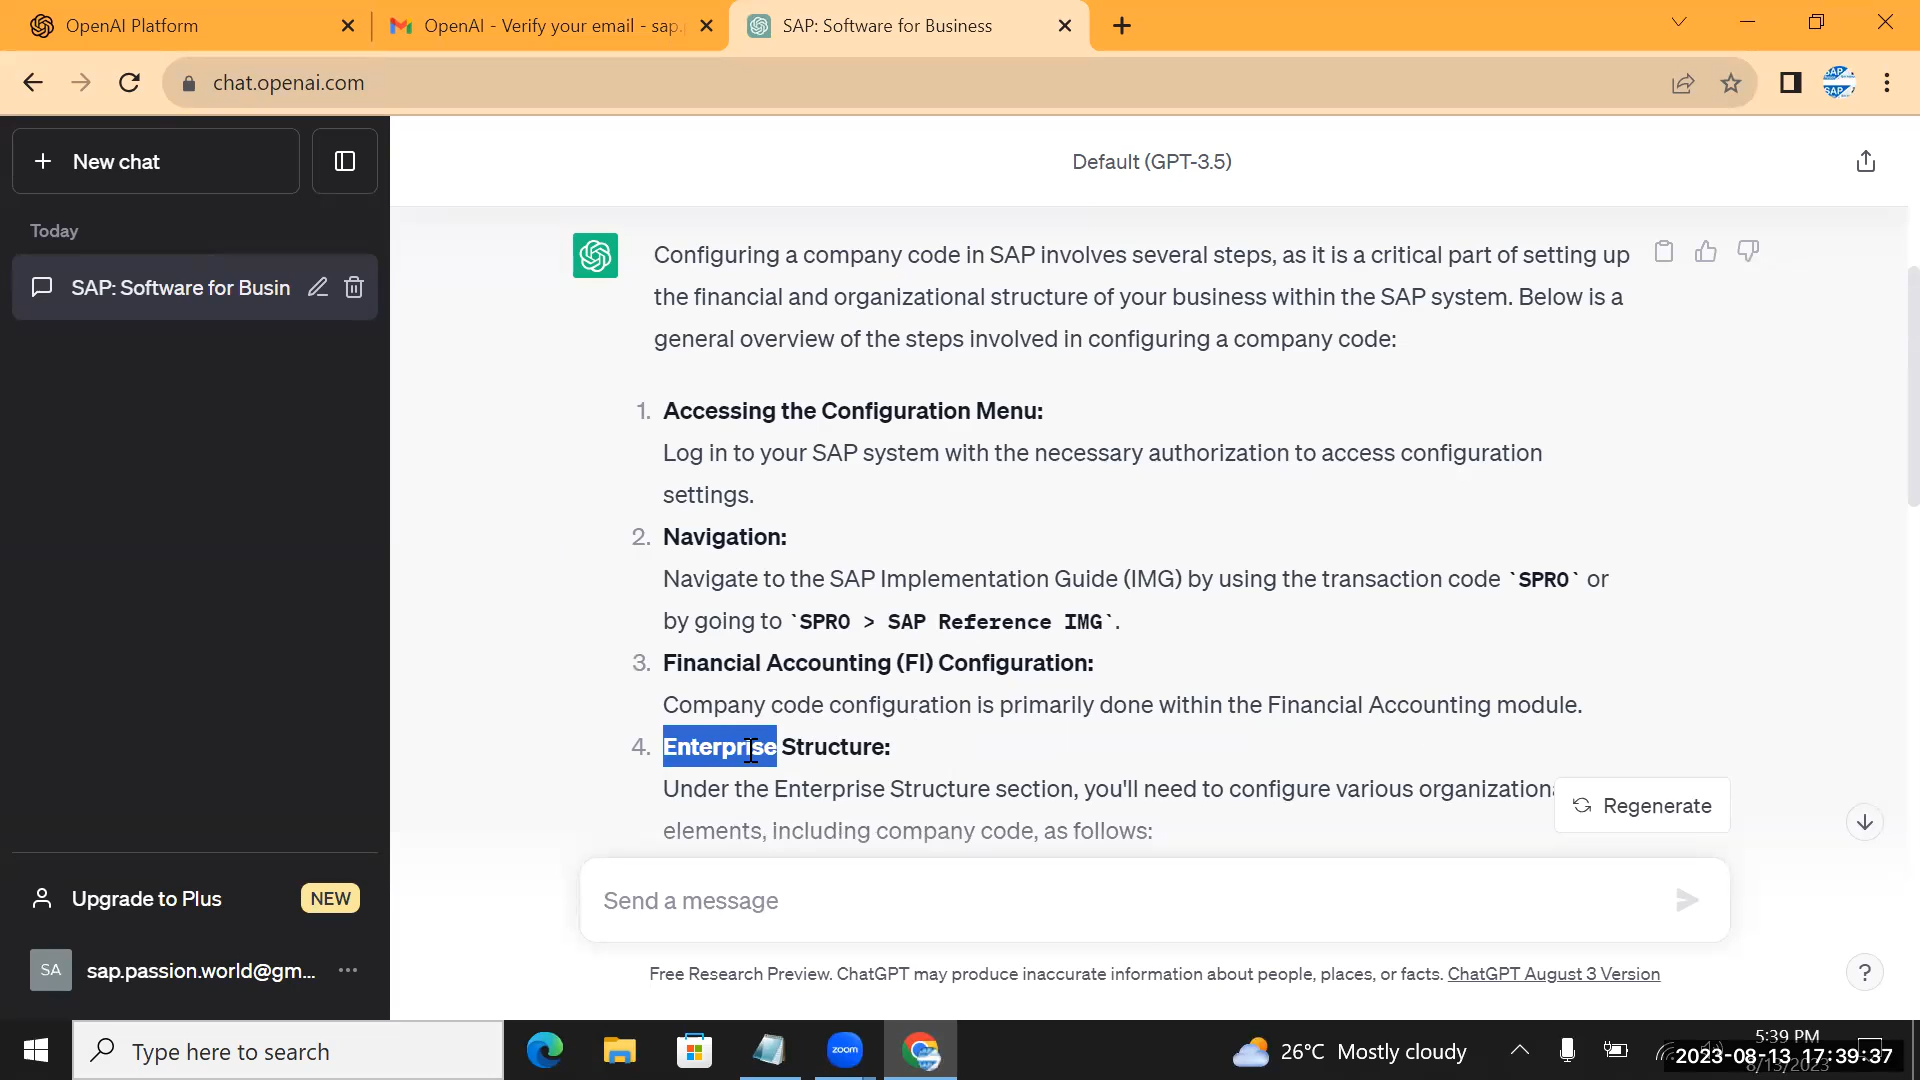 OpenAI Platform
OpenAI - Verify your email - sap.
SAP: Software for Business
chat.openai.com
New chat
Default (GPT-3.5)
Today
SAP: Software for Busin
Configuring a company code in SAP involves several steps, as it is a critical part of setting up
the financial and organizational structure of your business within the SAP system. Below is a
general overview of the steps involved in configuring a company code:
1. Accessing the Configuration Menu:
Log in to your SAP system with the necessary authorization to access configuration
settings.
2. Navigation:
Navigate to the SAP Implementation Guide (IMG) by using the transaction code `SPRO` or
by going to `SPRO > SAP Reference IMG`.
3. Financial Accounting (FI) Configuration:
Company code configuration is primarily done within the Financial Accounting module.
4. Enterprise Structure:
Under the Enterprise Structure section, you'll need to configure various organizationa
elements, including company code, as follows:
Regenerate
Send a message
Upgrade to Plus NEW
SA sap.passion.world@gm...
Free Research Preview. ChatGPT may produce inaccurate information about people, places, or facts. ChatGPT August 3 Version
?
Type here to search
zoom
26°C Mostly cloudy
5:39 PM
2023-08-13 17:39:37
8/13/2023